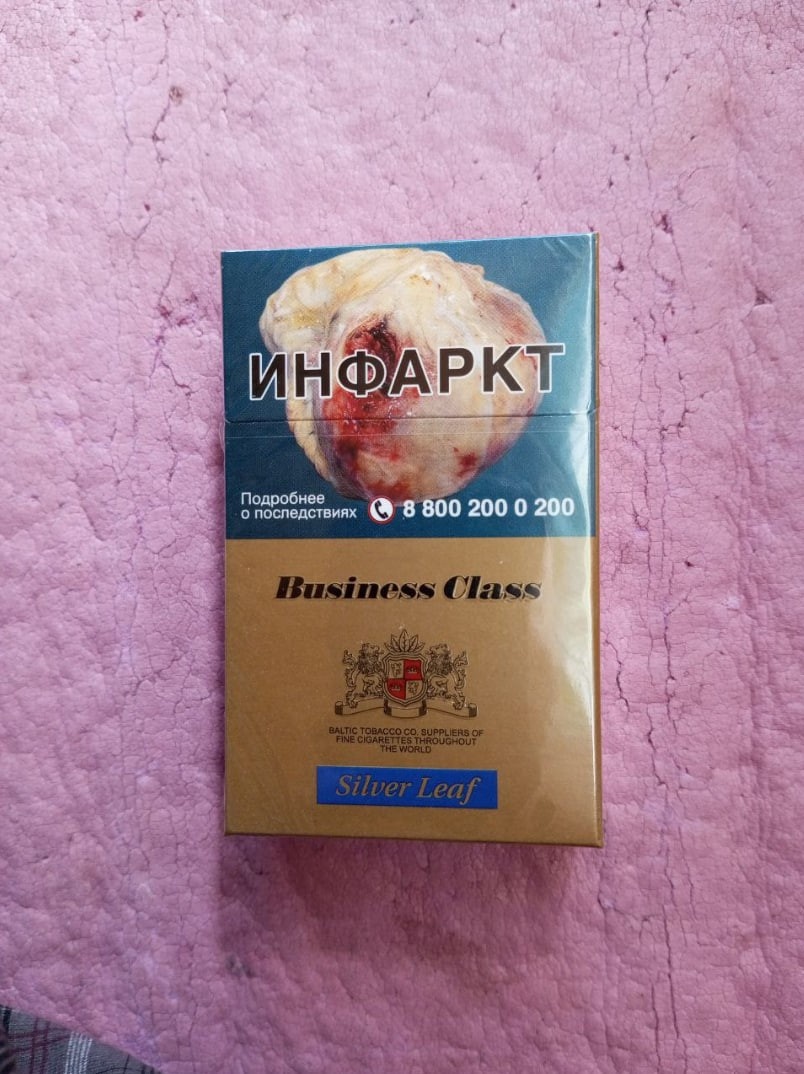 ИНФАРКТ
Подробнее
о последствиях 8 800 200 0 200
Business Class
BALTIC TOBACCO CO. SUPPLIERS OF
FINE CIGARETTES THROUGHOUT
THE WORLD
Silver Leaf